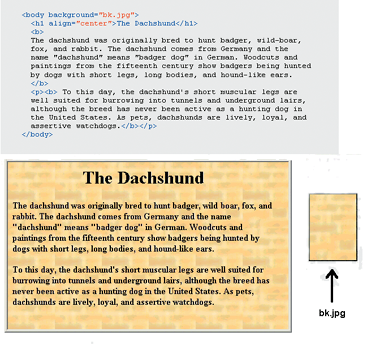 <body background="bk.jpg">
<h1 align="center">The Dachshund</h1>
<b>
The dachshund was originally bred to hunt badger, wild-boar,
fox, and rabbit. The dachshund comes from Germany and the
name "dachshund" means "badger dog" in German. Woodcuts and
paintings from the fifteenth century show badgers being hunted
by dogs with short legs, long bodies, and hound-like ears.
</b>
<p><b> To this day, the dachshund's short muscular legs are
well suited for burrowing into tunnels and underground lairs,
although the breed has never been active as a hunting dog in
the United States. As pets, dachshunds are lively, loyal, and
assertive watchdogs.</b></p>
</body>
The Dachshund
The dachshund was originally bred to hunt badger, wild boar, fox, and
rabbit. The dachshund comes from Germany and the name
"dachshund" means "badger dog" in German. Woodcuts and
paintings from the fifteenth century show badgers being hunted by
dogs with short legs, long bodies, and hound-like ears.
To this day, the dachshund's short muscular legs are well suited for
burrowing into tunnels and underground lairs, although the breed has
never been active as a hunting dog in the United States. As pets,
dachshunds are lively, loyal, and assertive watchdogs.
bk.jpg